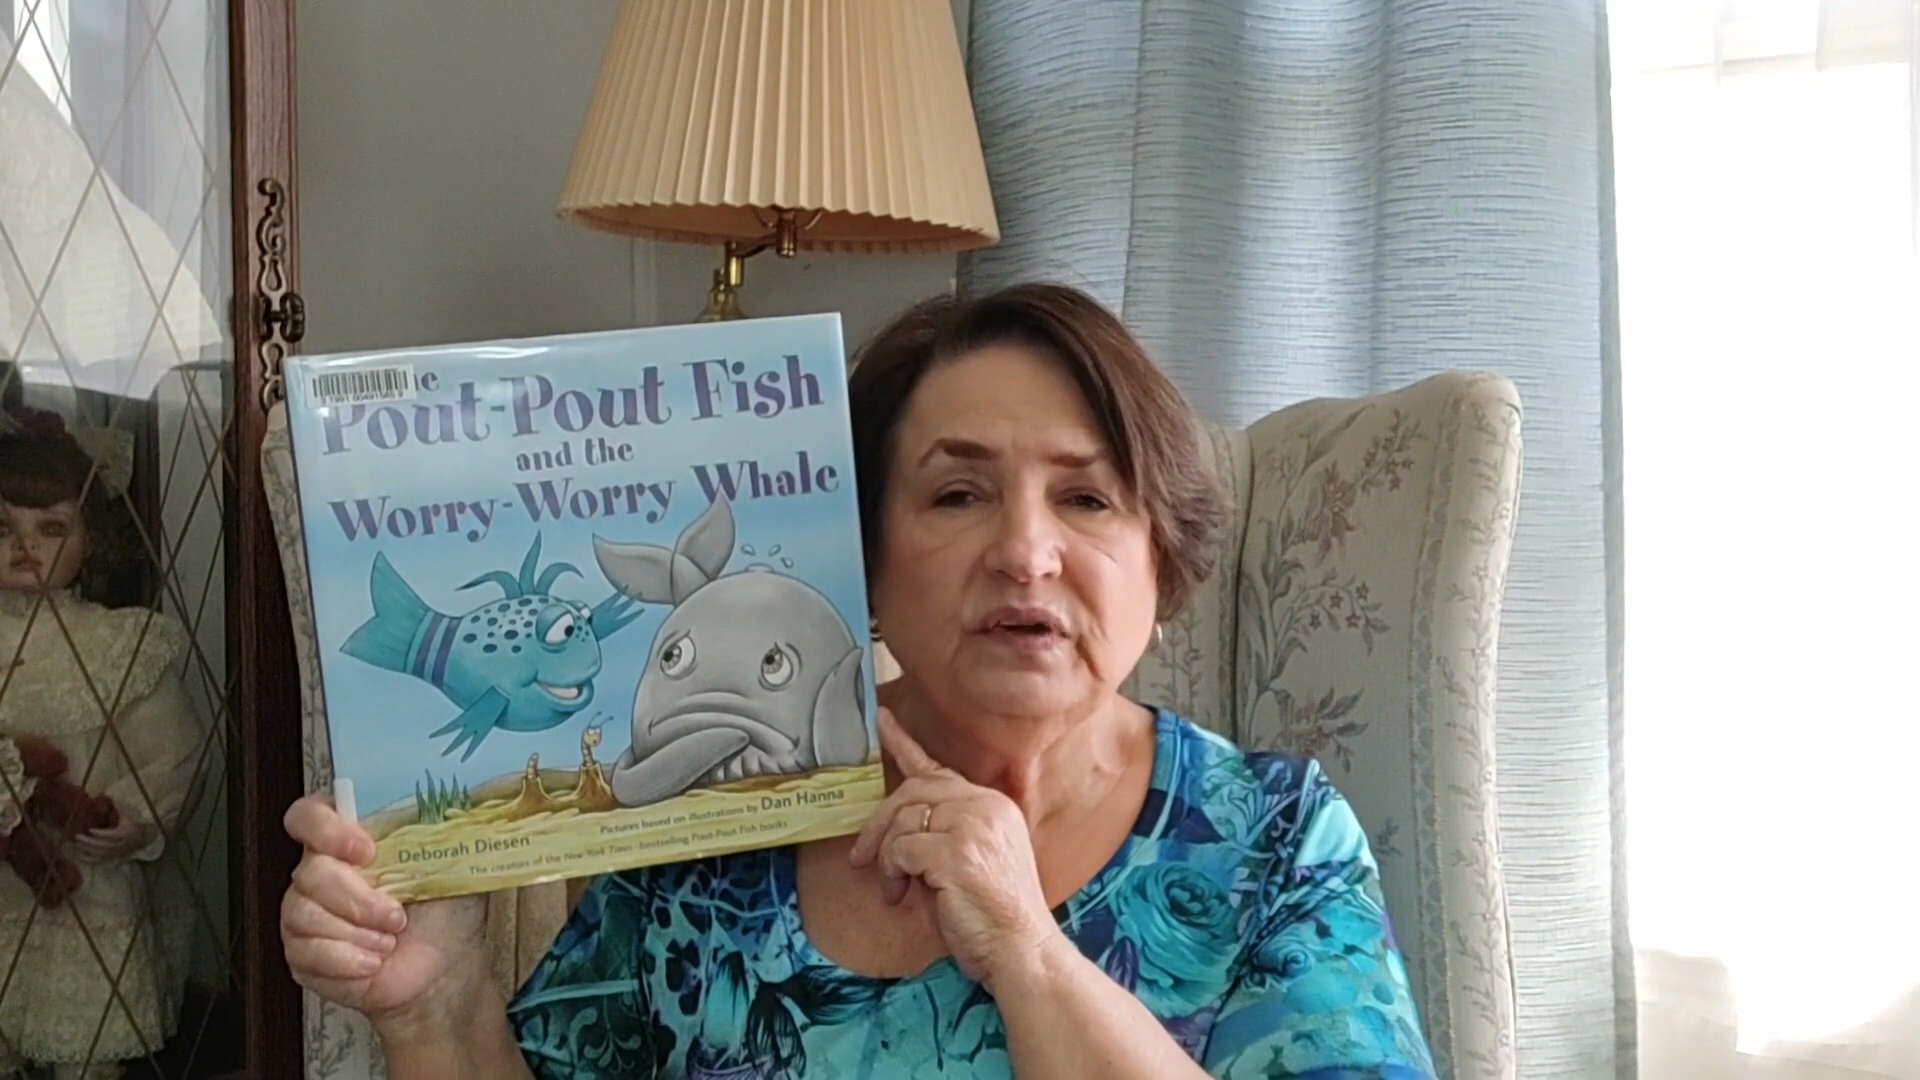 The
Pout-Pout Fish
and the
Worry-Worry Whale
Deborah Diesen
Pictures based on illustrations by Dan Hanna
The creators of the New York Times–bestselling Pout-Pout Fish books